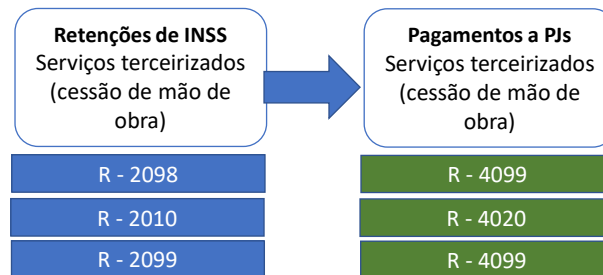 Retenções de INSS
Serviços terceirizados
(cessão de mão de
obra)
R - 2098
R - 2010
R - 2099
Pagamentos a PJs
Serviços terceirizados
(cessão de mão de
obra)
R - 4099
R - 4020
R - 4099